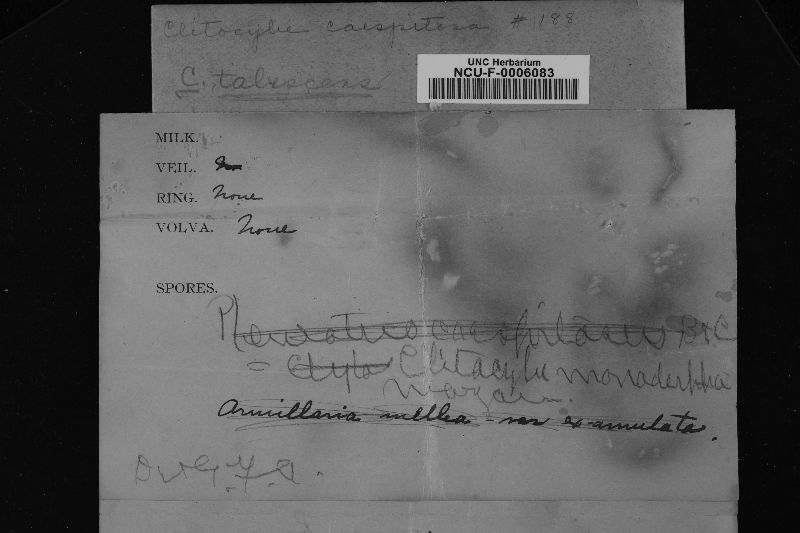 Clitocybe caespitosa #188
UNC Herbarium
NCU-F-0006083
C. tabescens
MILK.
VEIL.
RING. None
VOLVA. None
SPORES.
Pleurotus caespitosus B&C
= Clyto Clitocybe monadelpha
Morgan.
Armillaria mellea - var exannulata.